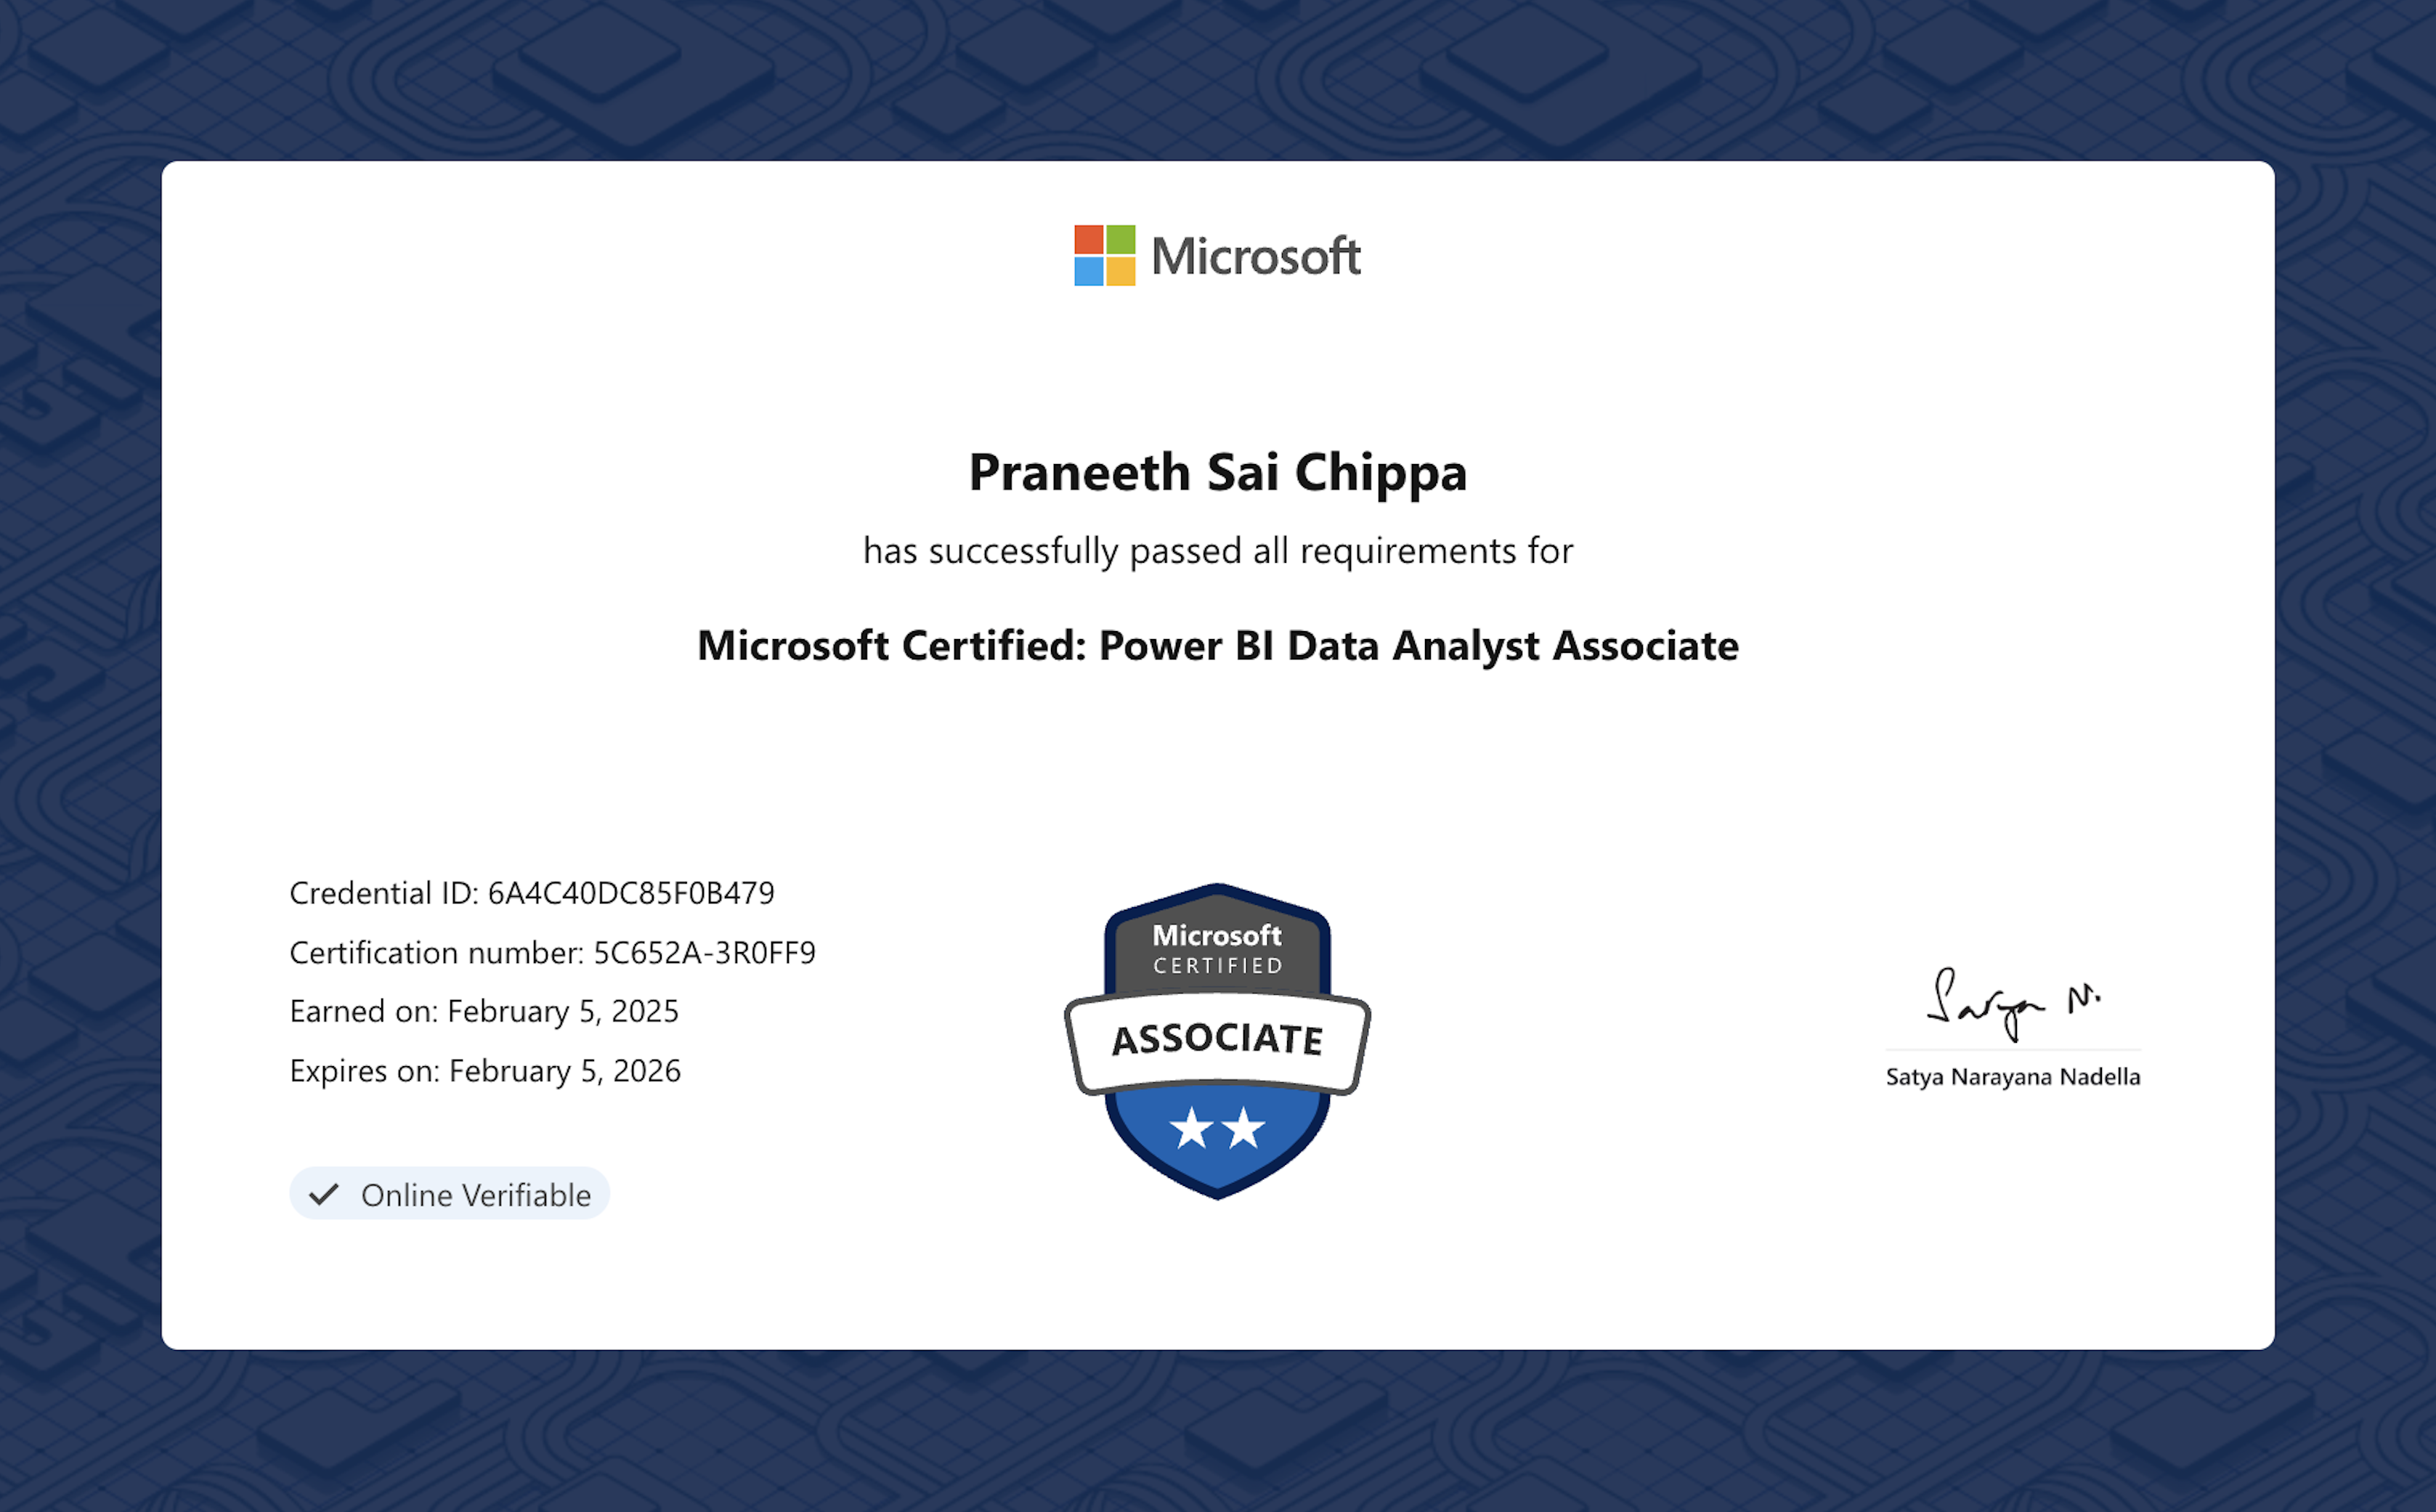 Microsoft
Praneeth Sai Chippa
has successfully passed all requirements for
Microsoft Certified: Power BI Data Analyst Associate
Credential ID: 6A4C40DC85F0B479
Certification number: 5C652A-3R0FF9
Earned on: February 5, 2025
Expires on: February 5, 2026
Online Verifiable
Microsoft
CERTIFIED
ASSOCIATE
Satya N.
Satya Narayana Nadella